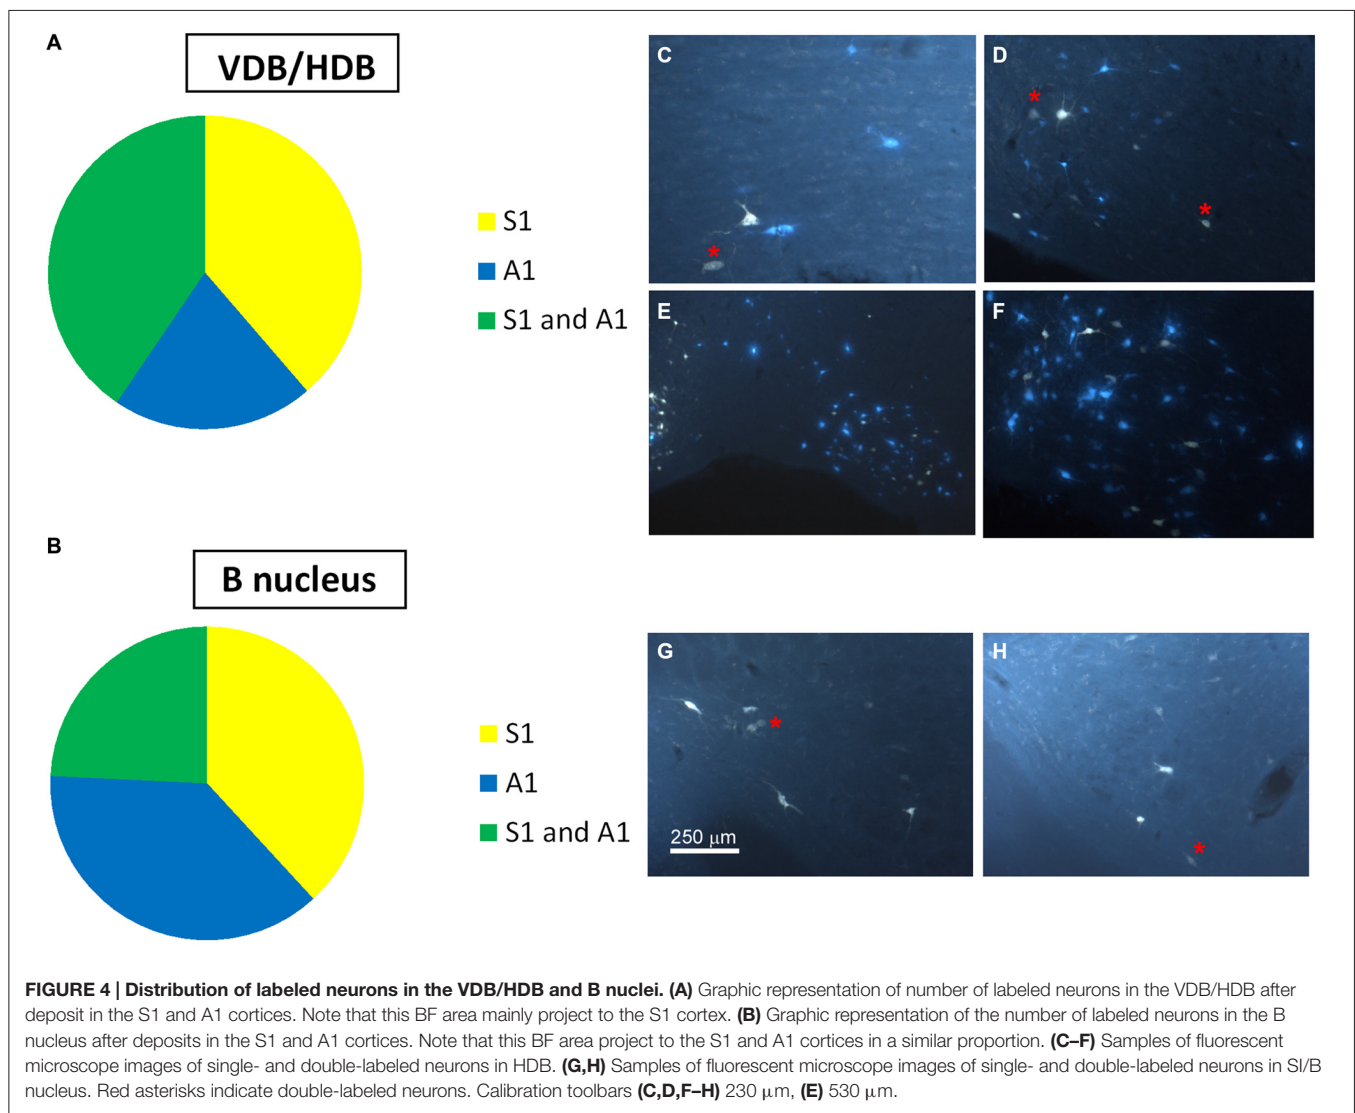 A
VDB/HDB
S1
A1
S1 and A1
C
D
*
*
*
E
F
B
B nucleus
S1
A1
S1 and A1
G
*
250 µm
H
*
FIGURE 4 | Distribution of labeled neurons in the VDB/HDB and B nuclei. (A) Graphic representation of number of labeled neurons in the VDB/HDB after
deposit in the S1 and A1 cortices. Note that this BF area mainly project to the S1 cortex. (B) Graphic representation of the number of labeled neurons in the B
nucleus after deposits in the S1 and A1 cortices. Note that this BF area project to the S1 and A1 cortices in a similar proportion. (C–F) Samples of fluorescent
microscope images of single- and double-labeled neurons in HDB. (G,H) Samples of fluorescent microscope images of single- and double-labeled neurons in SI/B
nucleus. Red asterisks indicate double-labeled neurons. Calibration toolbars (C,D,F–H) 230 µm, (E) 530 µm.